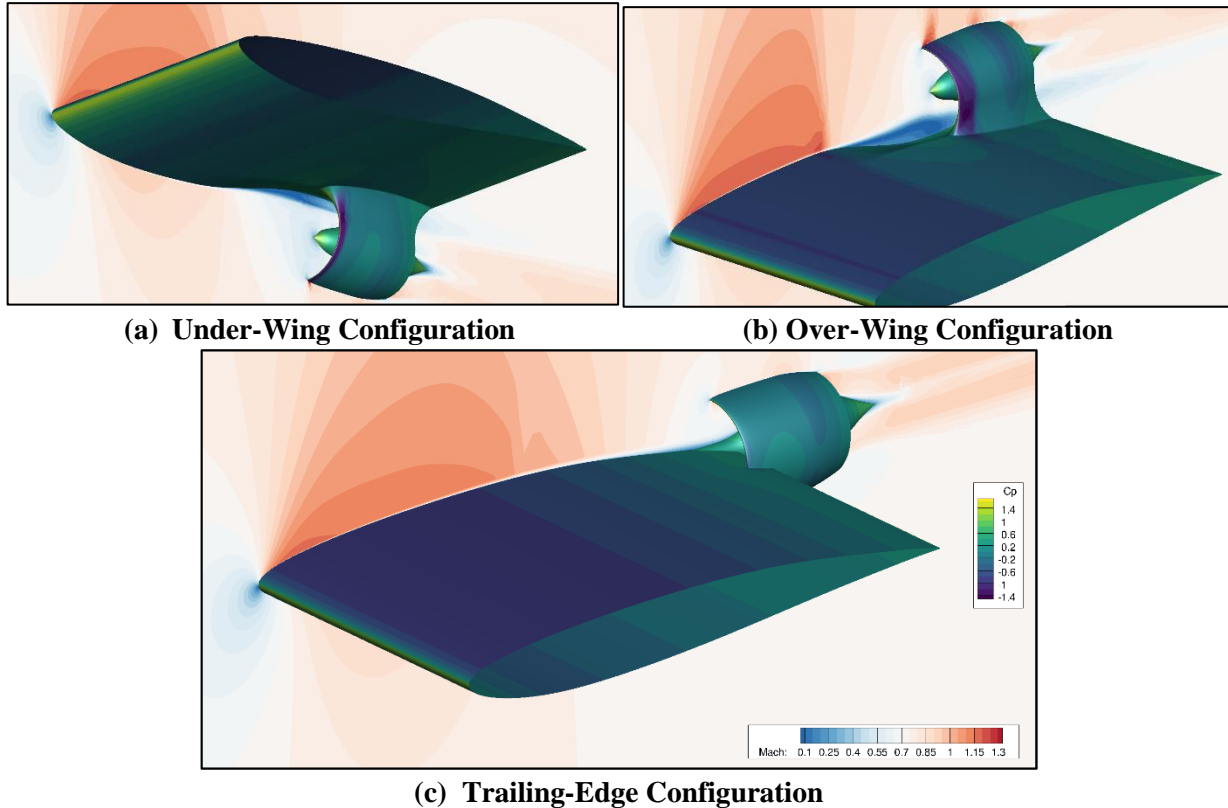 (a) Under-Wing Configuration
(b) Over-Wing Configuration
Cp
1.4
1
0.6
0.2
-0.2
-0.6
1
-1.4
Mach: 0.1 0.25 0.4 0.55 0.7 0.85 1 1.15 1.3
(c) Trailing-Edge Configuration